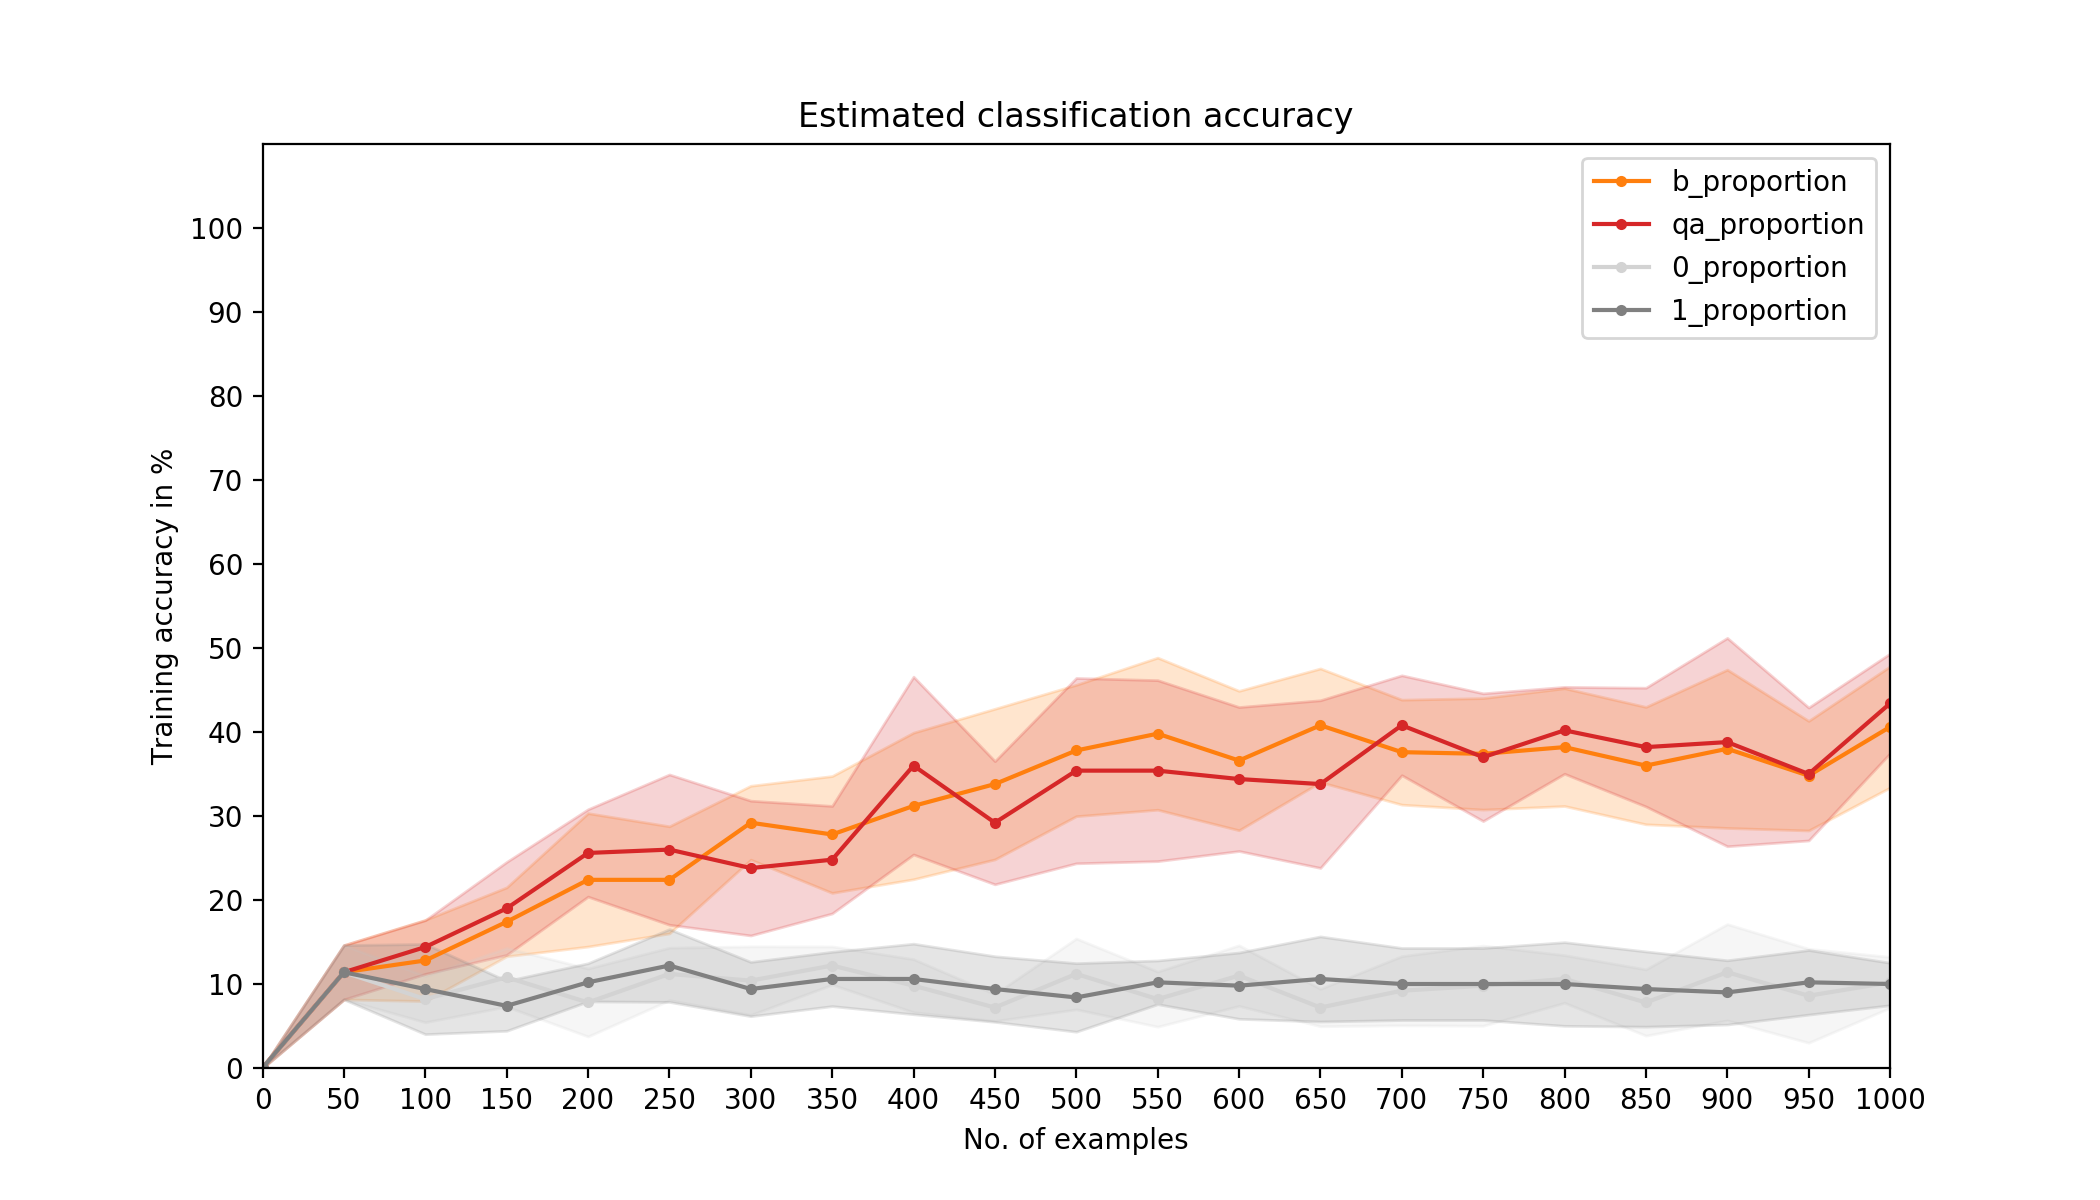 Estimated classification accuracy
b_proportion
qa_proportion
0_proportion
1_proportion
100
90
80
70
60
50
40
30
20
10
0
Training accuracy in %
0 50 100 150 200 250 300 350 400 450 500 550 600 650 700 750 800 850 900 950 1000
No. of examples